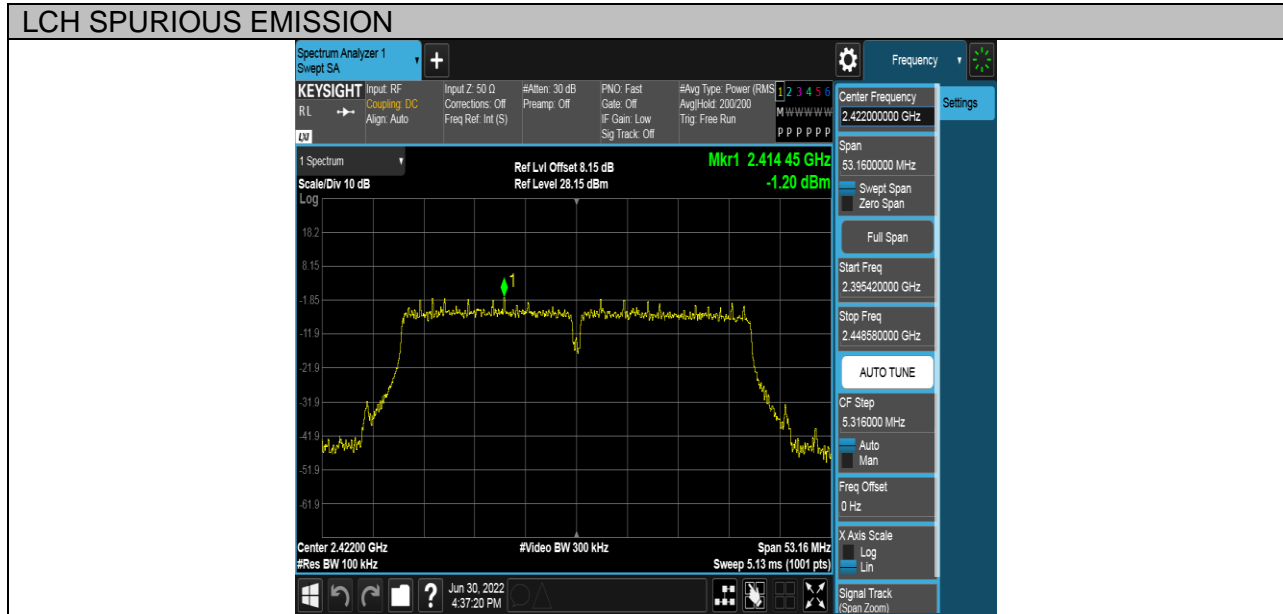 LCH SPURIOUS EMISSION
Spectrum Analyzer 1
Swept SA
+
Frequency
KEYSIGHT
RL
LXI
Input: RF
Coupling: DC
Align: Auto
Input Z: 50 Ω
Corrections: Off
Freq Ref: Int (S)
#Atten: 30 dB
Preamp: Off
PNO: Fast
Gate: Off
IF Gain: Low
Sig Track: Off
#Avg Type: Power (RMS
Avg|Hold: 200/200
Trig: Free Run
1 2 3 4 5 6
M W W W W W
P P P P P P
1 Spectrum
Scale/Div 10 dB
Log
Ref Lvl Offset 8.15 dB
Ref Level 28.15 dBm
Mkr1 2.414 45 GHz
-1.20 dBm
18.2
8.15
-1.85
-11.9
-21.9
-31.9
-41.9
-51.9
-61.9
1
Center 2.42200 GHz
#Res BW 100 kHz
#Video BW 300 kHz
Span 53.16 MHz
Sweep 5.13 ms (1001 pts)
?
Jun 30, 2022
4:37:20 PM
Center Frequency
2.422000000 GHz
Settings
Span
53.1600000 MHz
Swept Span
Zero Span
Full Span
Start Freq
2.395420000 GHz
Stop Freq
2.448580000 GHz
AUTO TUNE
CF Step
5.316000 MHz
Auto
Man
Freq Offset
0 Hz
X Axis Scale
Log
Lin
Signal Track
(Span Zoom)